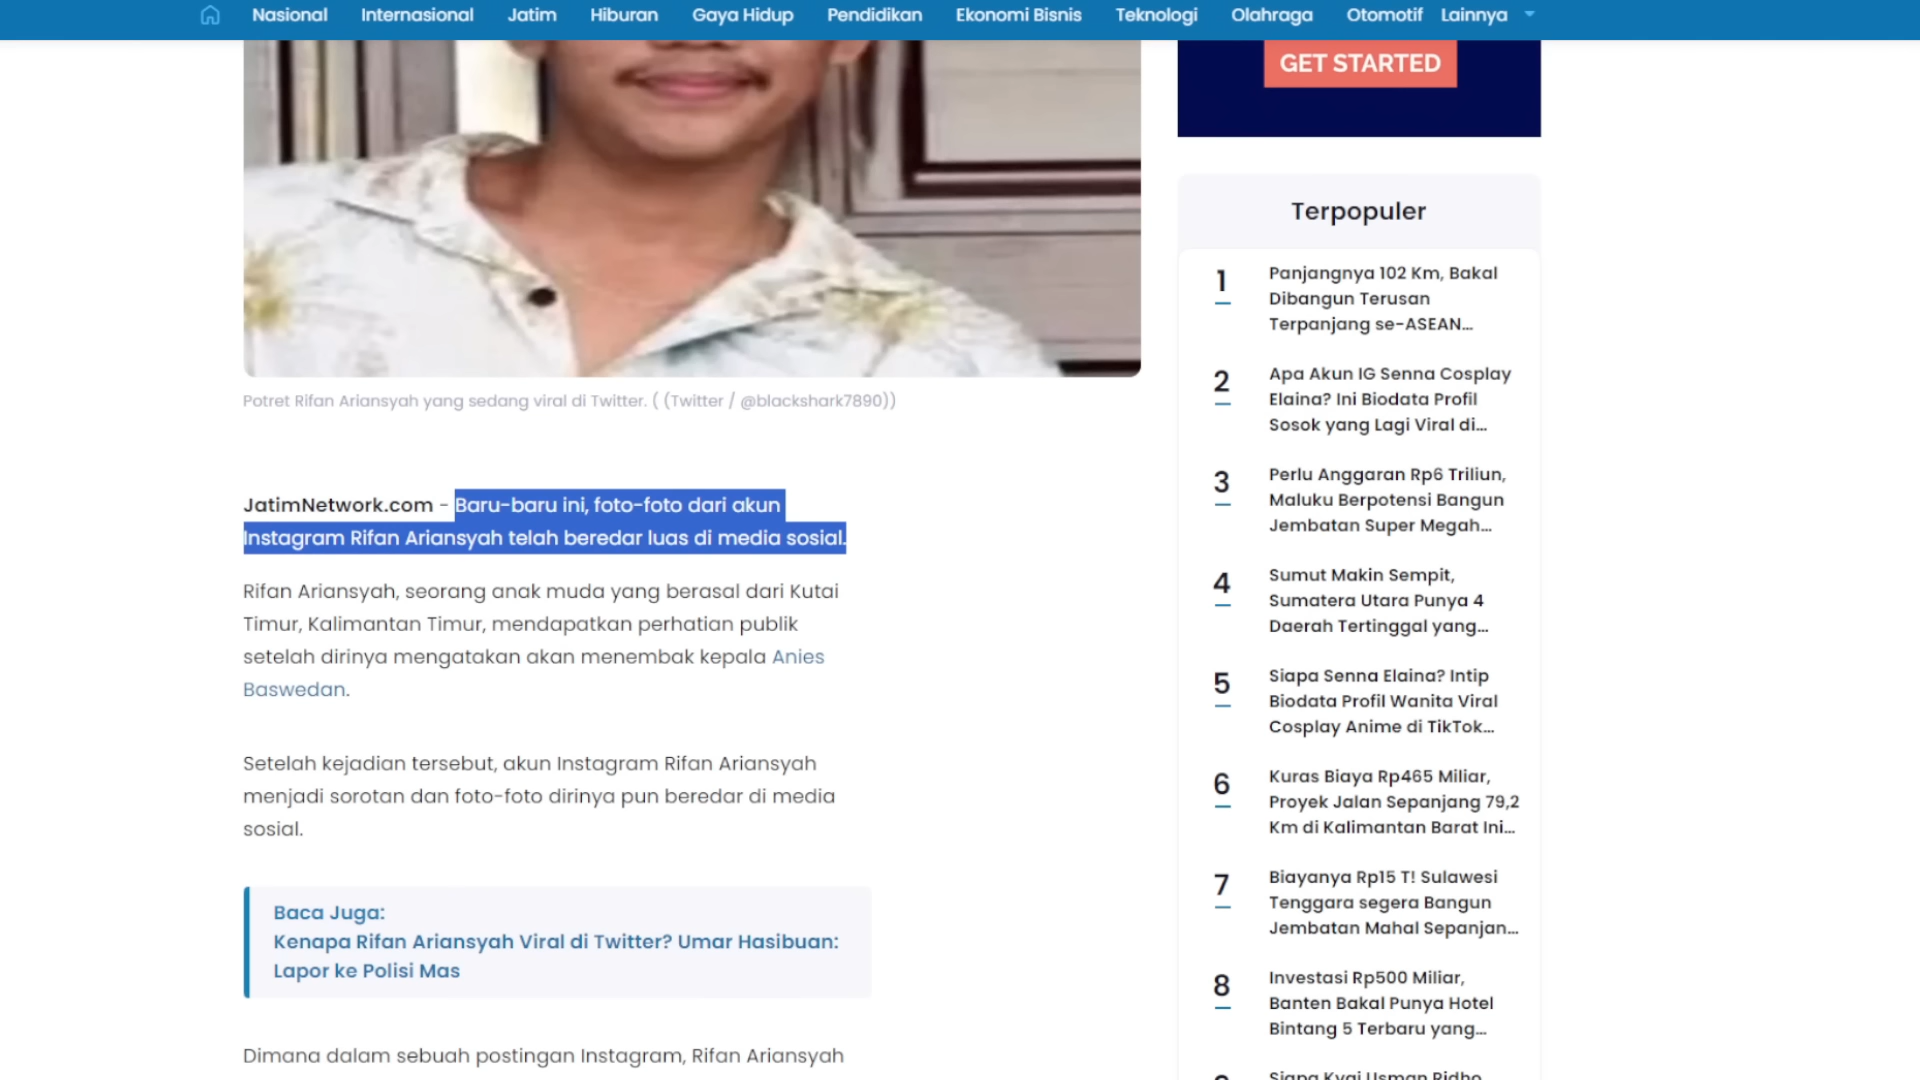 Nasional Internasional Jatim Hiburan Gaya Hidup Pendidikan Ekonomi Bisnis Teknologi Olahraga Otomotif Lainnya
GET STARTED
Potret Rifan Ariansyah yang sedang viral di Twitter. ( (Twitter / @blackshark7890))
JatimNetwork.com - Baru-baru ini, foto-foto dari akun
Instagram Rifan Ariansyah telah beredar luas di media sosial.
Rifan Ariansyah, seorang anak muda yang berasal dari Kutai
Timur, Kalimantan Timur, mendapatkan perhatian publik
setelah dirinya mengatakan akan menembak kepala Anies
Baswedan.
Setelah kejadian tersebut, akun Instagram Rifan Ariansyah
menjadi sorotan dan foto-foto dirinya pun beredar di media
sosial.
Baca Juga:
Kenapa Rifan Ariansyah Viral di Twitter? Umar Hasibuan:
Lapor ke Polisi Mas
Dimana dalam sebuah postingan Instagram, Rifan Ariansyah
Terpopuler
1
Panjangnya 102 Km, Bakal
Dibangun Terusan
Terpanjang se-ASEAN...
2
Apa Akun IG Senna Cosplay
Elaina? Ini Biodata Profil
Sosok yang Lagi Viral di...
3
Perlu Anggaran Rp6 Triliun,
Maluku Berpotensi Bangun
Jembatan Super Megah...
4
Sumut Makin Sempit,
Sumatera Utara Punya 4
Daerah Tertinggal yang...
5
Siapa Senna Elaina? Intip
Biodata Profil Wanita Viral
Cosplay Anime di TikTok...
6
Kuras Biaya Rp465 Miliar,
Proyek Jalan Sepanjang 79,2
Km di Kalimantan Barat Ini...
7
Biayanya Rp15 T! Sulawesi
Tenggara segera Bangun
Jembatan Mahal Sepanjan...
8
Investasi Rp500 Miliar,
Banten Bakal Punya Hotel
Bintang 5 Terbaru yang...
Siapa Kyai Usman Ridho